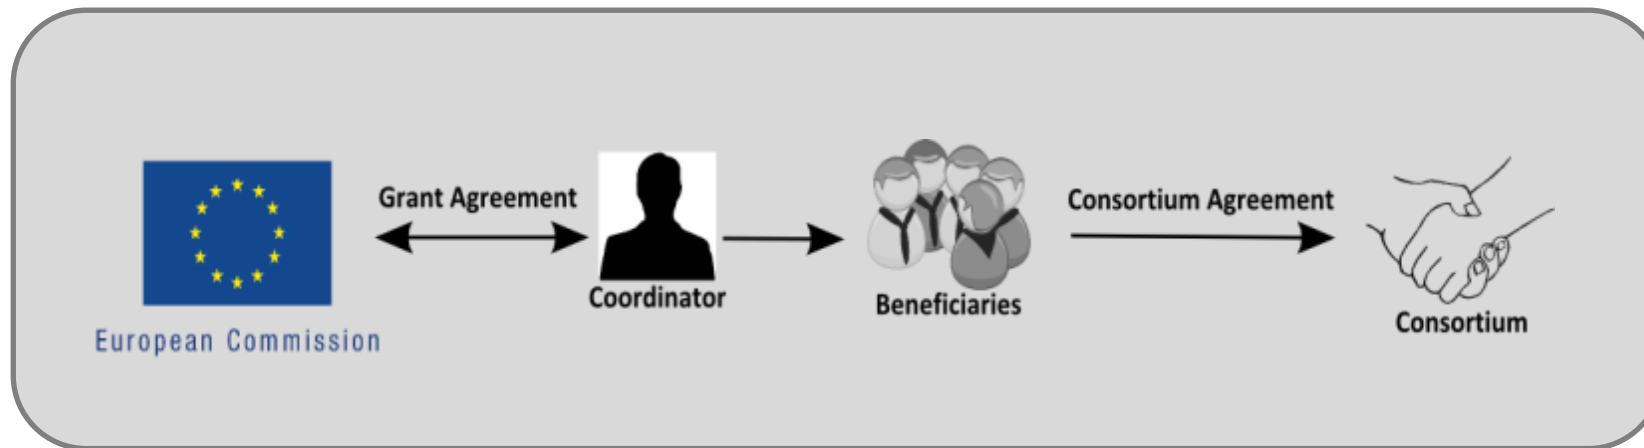 Grant Agreement
Consortium Agreement
Coordinator
Beneficiaries
Consortium
European Commission